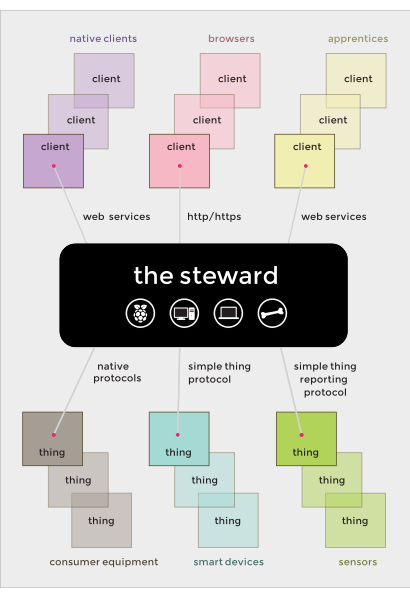 native clients browsers apprentices
client client client
client client client
client client client
web services http/https web services
the steward
native protocols simple thing protocol simple thing reporting protocol
thing thing thing
thing thing thing
thing thing thing
consumer equipment smart devices sensors